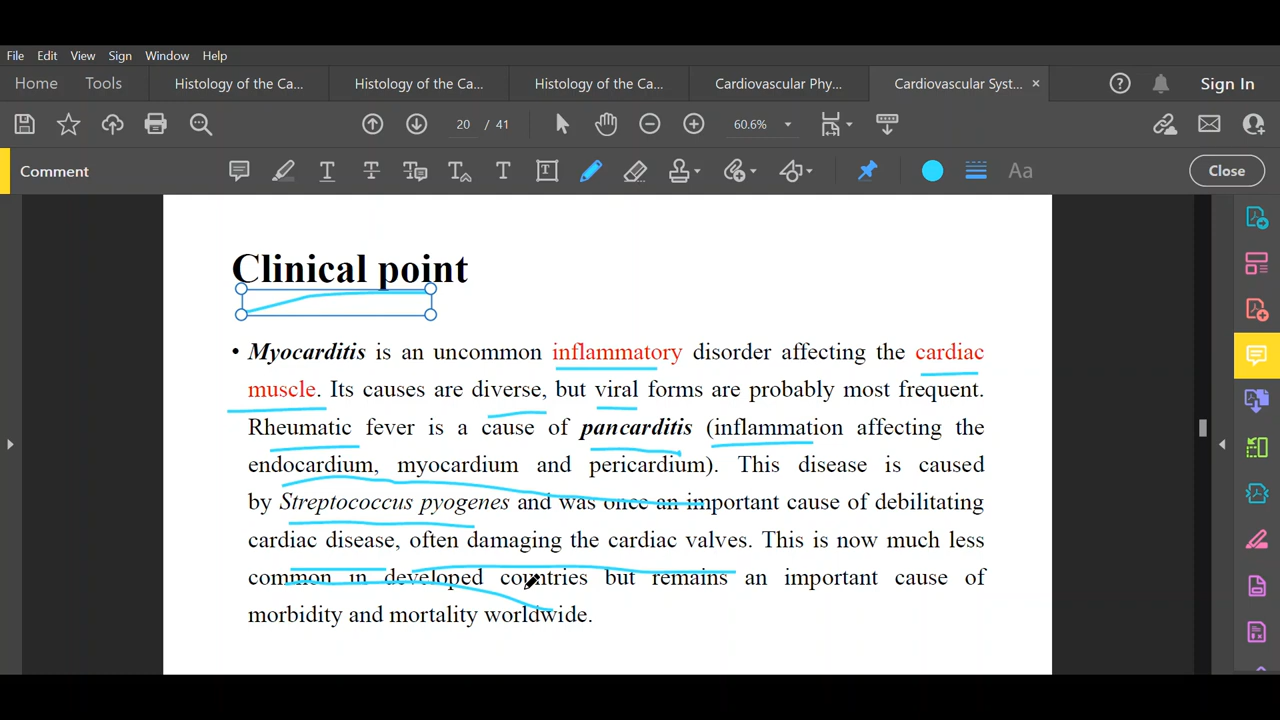 File Edit View Sign Window Help
Home Tools Histology of the Ca... Histology of the Ca... Histology of the Ca... Cardiovascular Phy... Cardiovascular Syst... × Sign In
20 / 41 60.6%
Comment Aa Close
Clinical point
• Myocarditis is an uncommon inflammatory disorder affecting the cardiac
muscle. Its causes are diverse, but viral forms are probably most frequent.
Rheumatic fever is a cause of pancarditis (inflammation affecting the
endocardium, myocardium and pericardium). This disease is caused
by Streptococcus pyogenes and was once an important cause of debilitating
cardiac disease, often damaging the cardiac valves. This is now much less
common in developed countries but remains an important cause of
morbidity and mortality worldwide.